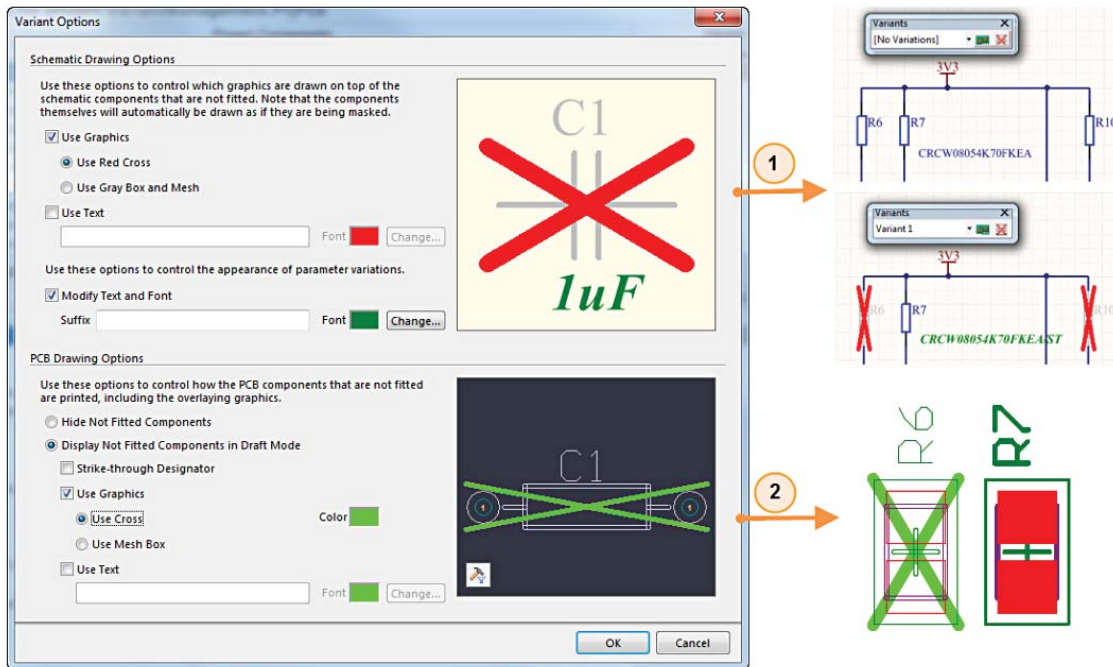 Variant Options
Schematic Drawing Options
Use these options to control which graphics are drawn on top of the
schematic components that are not fitted. Note that the components
themselves will automatically be drawn as if they are being masked.
Use Graphics
Use Red Cross
Use Gray Box and Mesh
Use Text
Font
Change...
Use these options to control the appearance of parameter variations.
Modify Text and Font
Suffix
Font
Change...
C1
1uF
PCB Drawing Options
Use these options to control how the PCB components that are not fitted
are printed, including the overlaying graphics.
Hide Not Fitted Components
Display Not Fitted Components in Draft Mode
Strike-through Designator
Use Graphics
Use Cross
Color
Use Mesh Box
Use Text
Font
Change...
C1
1
1
OK
Cancel
1
2
Variants
[No Variations]
3V3
R6
R7
R10
CRCW08054K70FKEA
Variants
Variant 1
3V3
R6
R7
R10
CRCW08054K70FKEA/ST
R6
R7